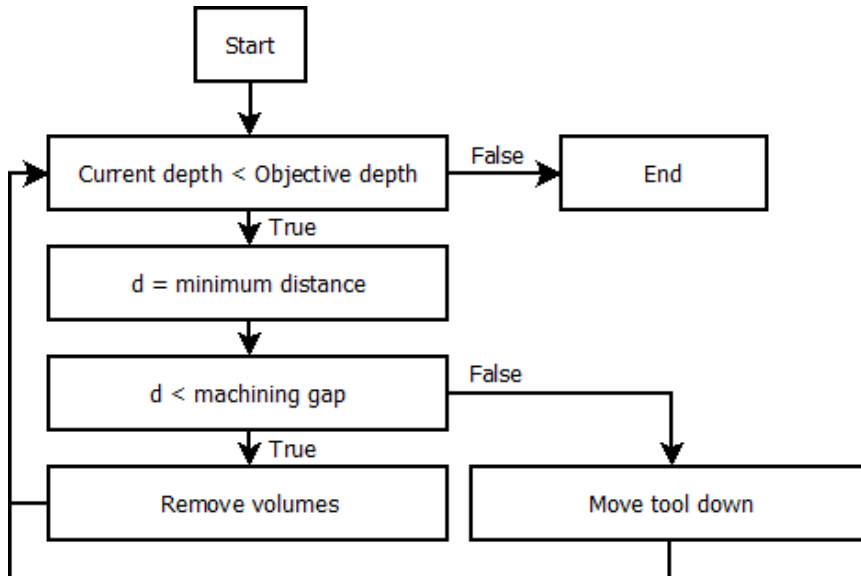 Start
Current depth < Objective depth
False
End
True
d = minimum distance
d < machining gap
False
True
Remove volumes
Move tool down